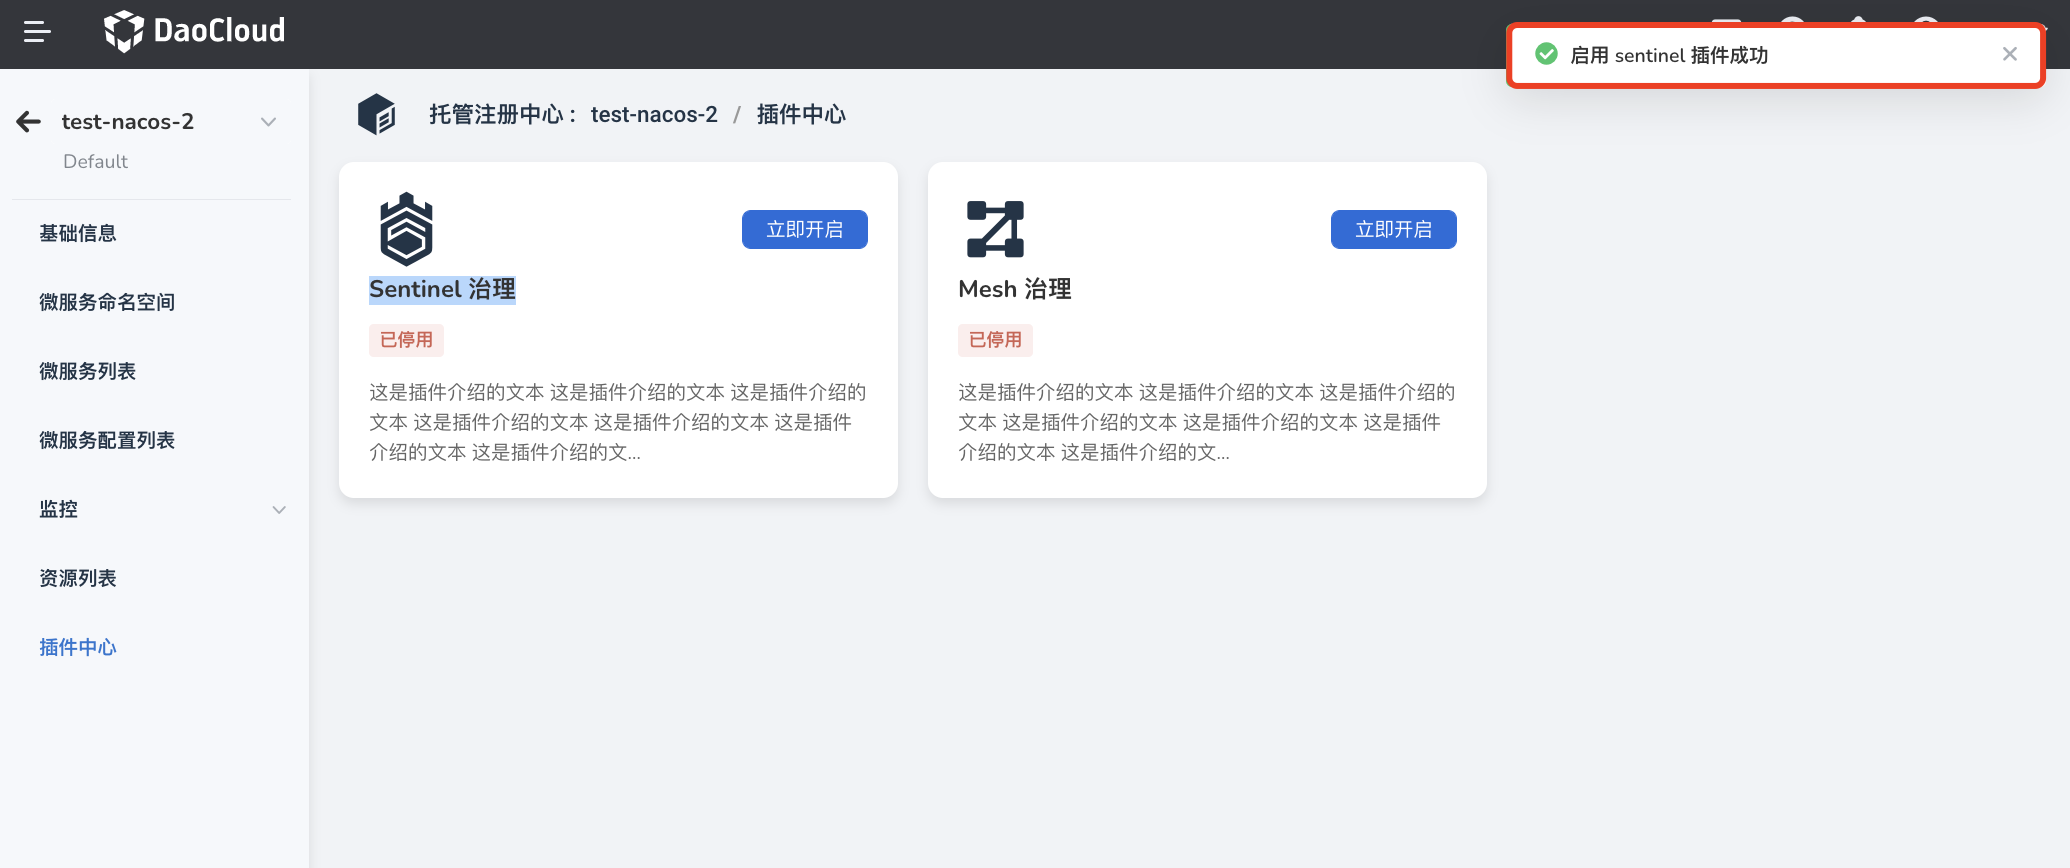 DaoCloud
启用 sentinel 插件成功
test-nacos-2
Default
基础信息
微服务命名空间
微服务列表
微服务配置列表
监控
资源列表
插件中心
托管注册中心： test-nacos-2 / 插件中心
立即开启
Sentinel 治理
已停用
这是插件介绍的文本 这是插件介绍的文本 这是插件介绍的
文本 这是插件介绍的文本 这是插件介绍的文本 这是插件
介绍的文本 这是插件介绍的文...
立即开启
Mesh 治理
已停用
这是插件介绍的文本 这是插件介绍的文本 这是插件介绍的
文本 这是插件介绍的文本 这是插件介绍的文本 这是插件
介绍的文本 这是插件介绍的文...